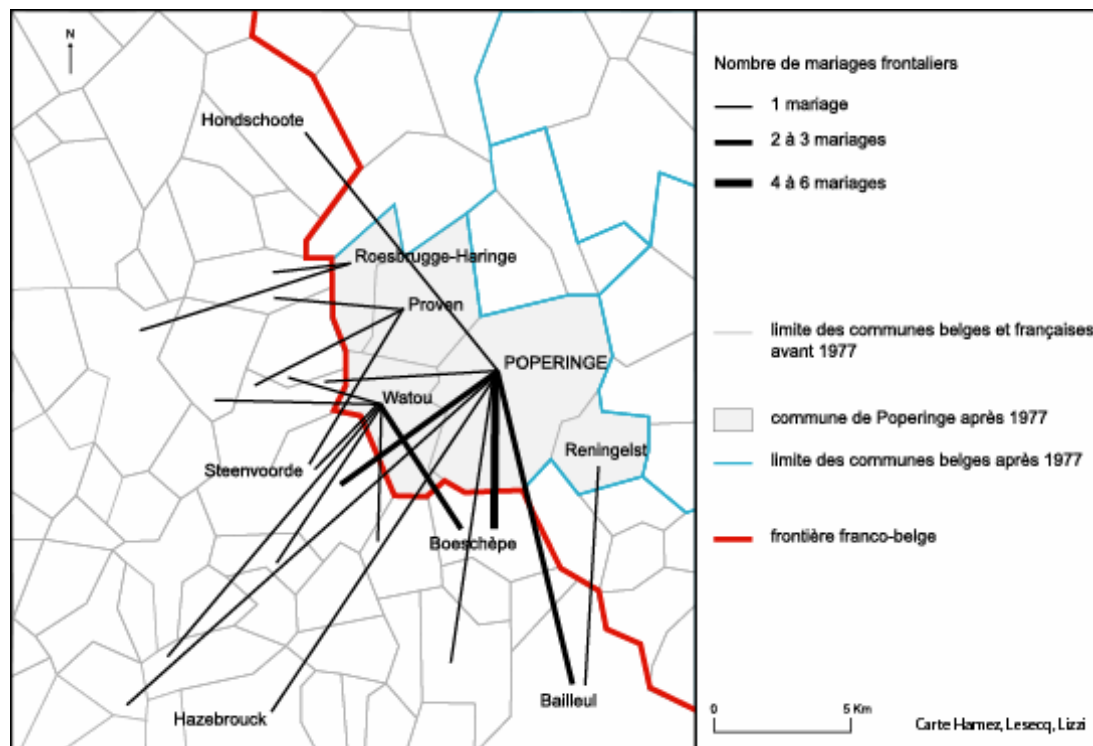 N
Hondschoote
Roesbrugge-Haringe
Proven
POPERINGE
Watou
Reningelst
Steenvoorde
Boeschèpe
Bailleul
Hazebrouck
Nombre de mariages frontaliers
1 mariage
2 à 3 mariages
4 à 6 mariages
limite des communes belges et françaises
avant 1977
commune de Poperinge après 1977
limite des communes belges après 1977
frontière franco-belge
0 5 Km
Carte Hamez, Lesecq, Lizzi